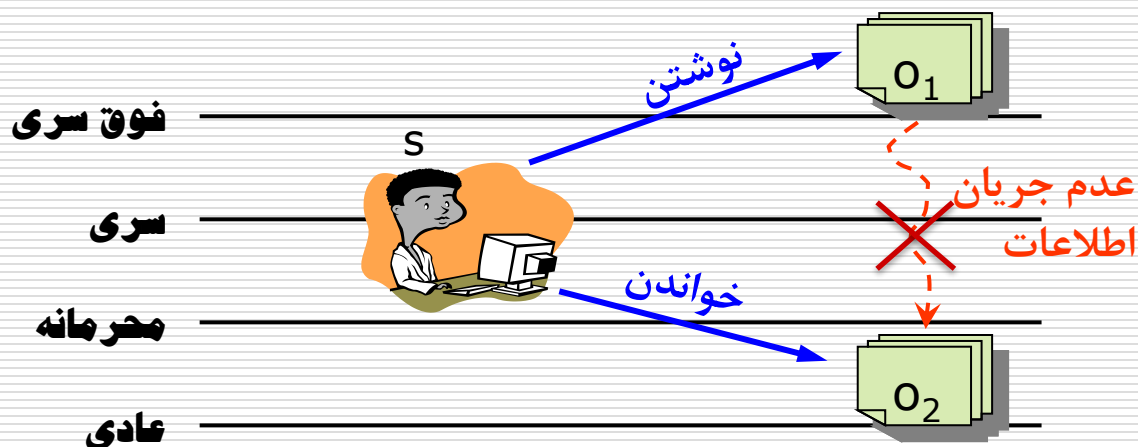 نوشتن
O1
فوق سری
S
عدم جریان
اطلاعات
سری
خواندن
محرمانه
O2
عادی